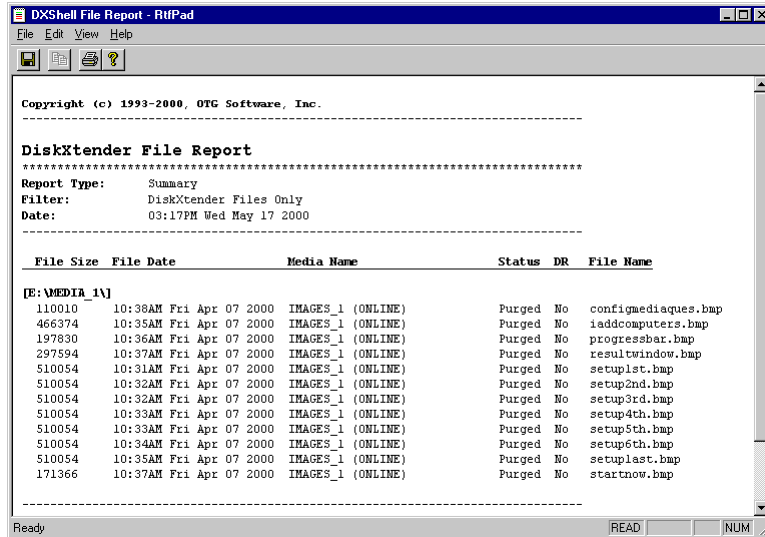 DXShell File Report - RtfPad
File Edit View Help
Copyright (c) 1993-2000, OTG Software, Inc.
--------------------------------------------------------------------------------
DiskXtender File Report
********************************************************************************
Report Type: Summary
Filter: DiskXtender Files Only
Date: 03:17PM Wed May 17 2000
--------------------------------------------------------------------------------
File Size File Date Media Name Status DR File Name
[E:\MEDIA_1\]
110010 10:38AM Fri Apr 07 2000 IMAGES_1 (ONLINE) Purged No configmediaques.bmp
466374 10:35AM Fri Apr 07 2000 IMAGES_1 (ONLINE) Purged No iaddcomputers.bmp
197830 10:36AM Fri Apr 07 2000 IMAGES_1 (ONLINE) Purged No progressbar.bmp
297594 10:37AM Fri Apr 07 2000 IMAGES_1 (ONLINE) Purged No resultwindow.bmp
510054 10:31AM Fri Apr 07 2000 IMAGES_1 (ONLINE) Purged No setup1st.bmp
510054 10:32AM Fri Apr 07 2000 IMAGES_1 (ONLINE) Purged No setup2nd.bmp
510054 10:32AM Fri Apr 07 2000 IMAGES_1 (ONLINE) Purged No setup3rd.bmp
510054 10:33AM Fri Apr 07 2000 IMAGES_1 (ONLINE) Purged No setup4th.bmp
510054 10:33AM Fri Apr 07 2000 IMAGES_1 (ONLINE) Purged No setup5th.bmp
510054 10:34AM Fri Apr 07 2000 IMAGES_1 (ONLINE) Purged No setup6th.bmp
510054 10:35AM Fri Apr 07 2000 IMAGES_1 (ONLINE) Purged No setuplast.bmp
171366 10:37AM Fri Apr 07 2000 IMAGES_1 (ONLINE) Purged No startnow.bmp
--------------------------------------------------------------------------------
Ready READ NUM